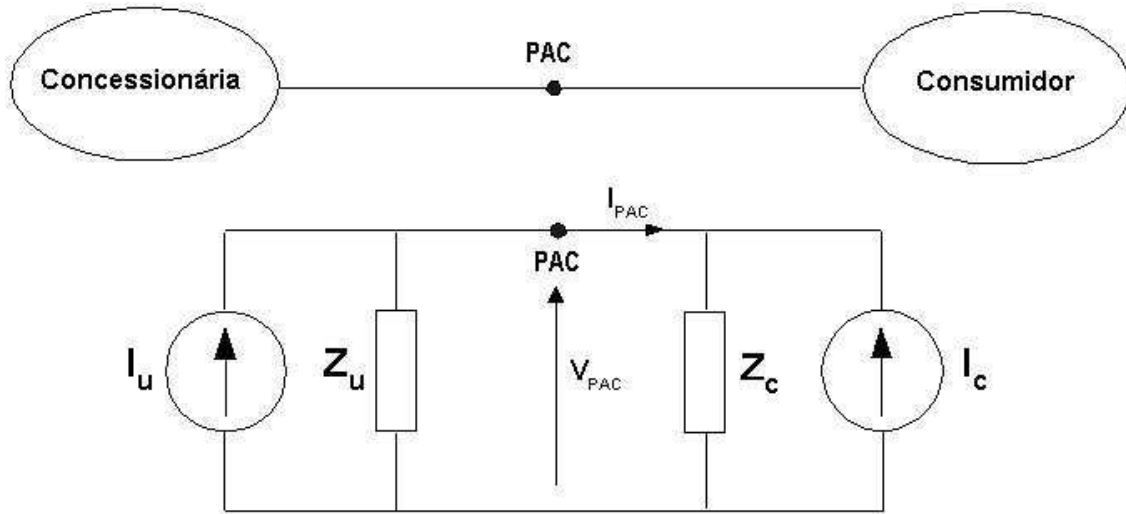 Concessionária
PAC
Consumidor
I_PAC
PAC
I_u
Z_u
V_PAC
Z_c
I_c